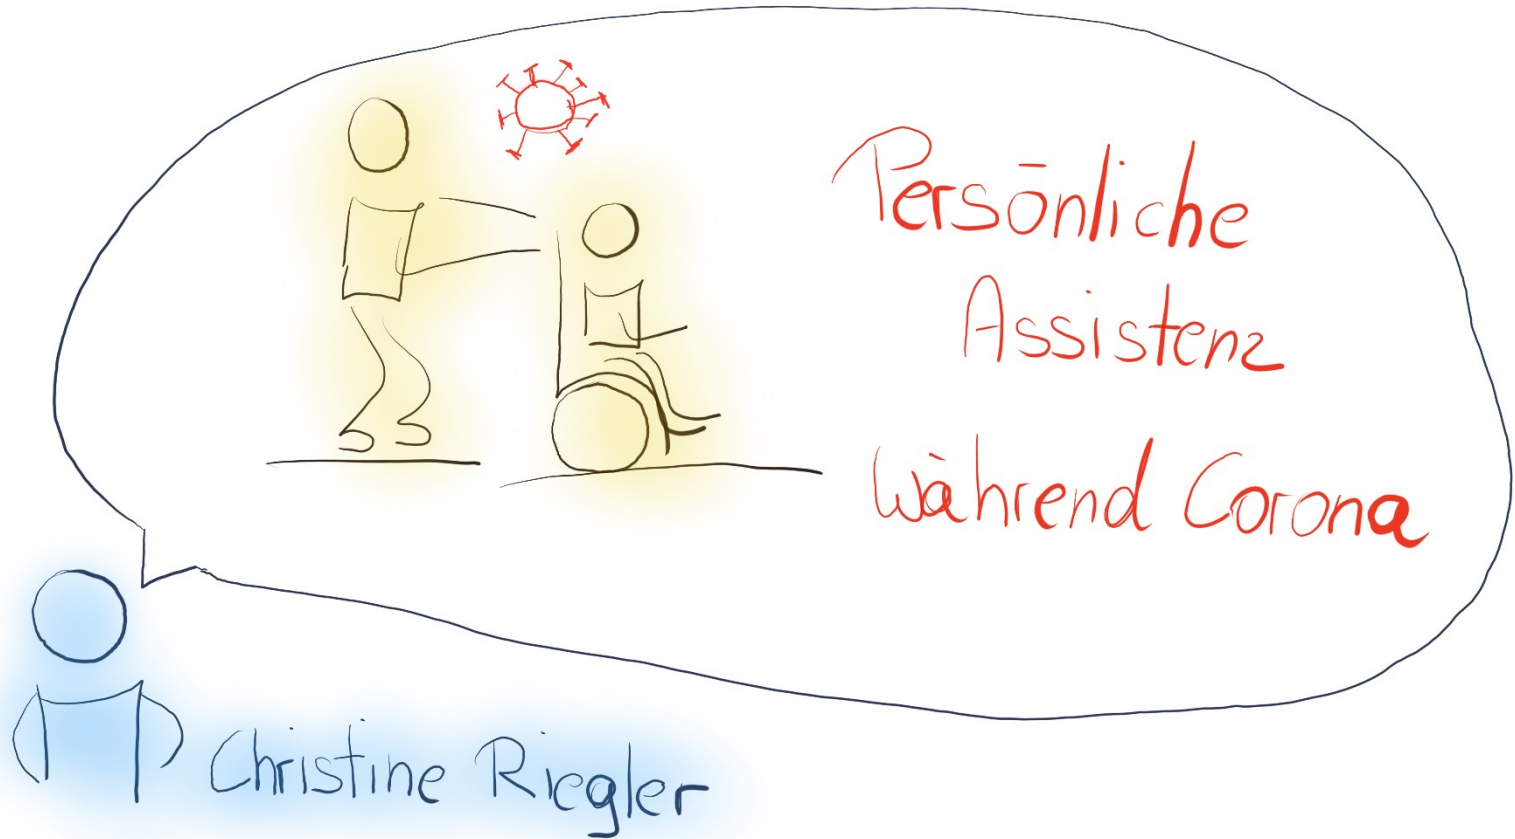 Persönliche
Assistenz
Während Corona
Christine Riegler